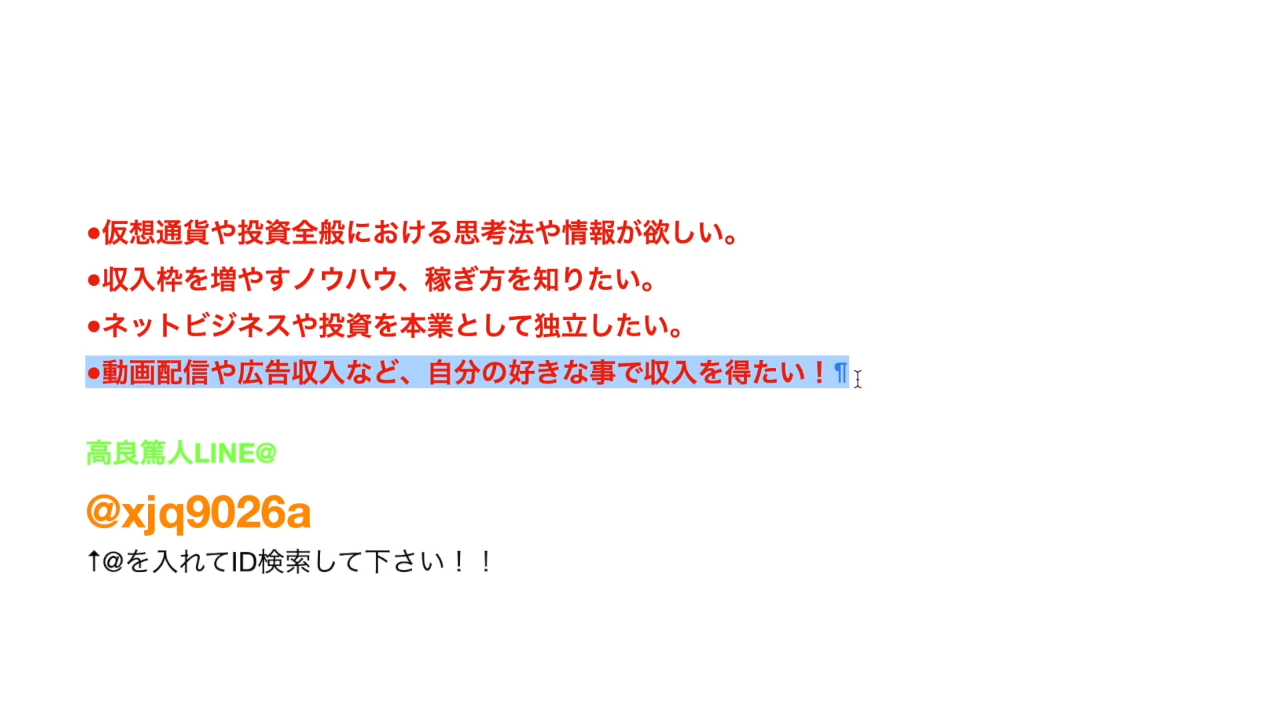 ●仮想通貨や投資全般における思考法や情報が欲しい。
●収入枠を増やすノウハウ、稼ぎ方を知りたい。
●ネットビジネスや投資を本業として独立したい。
●動画配信や広告収入など、自分の好きな事で収入を得たい！¶
高良篤人LINE@
@xjq9026a
↑@を入れてID検索して下さい！！